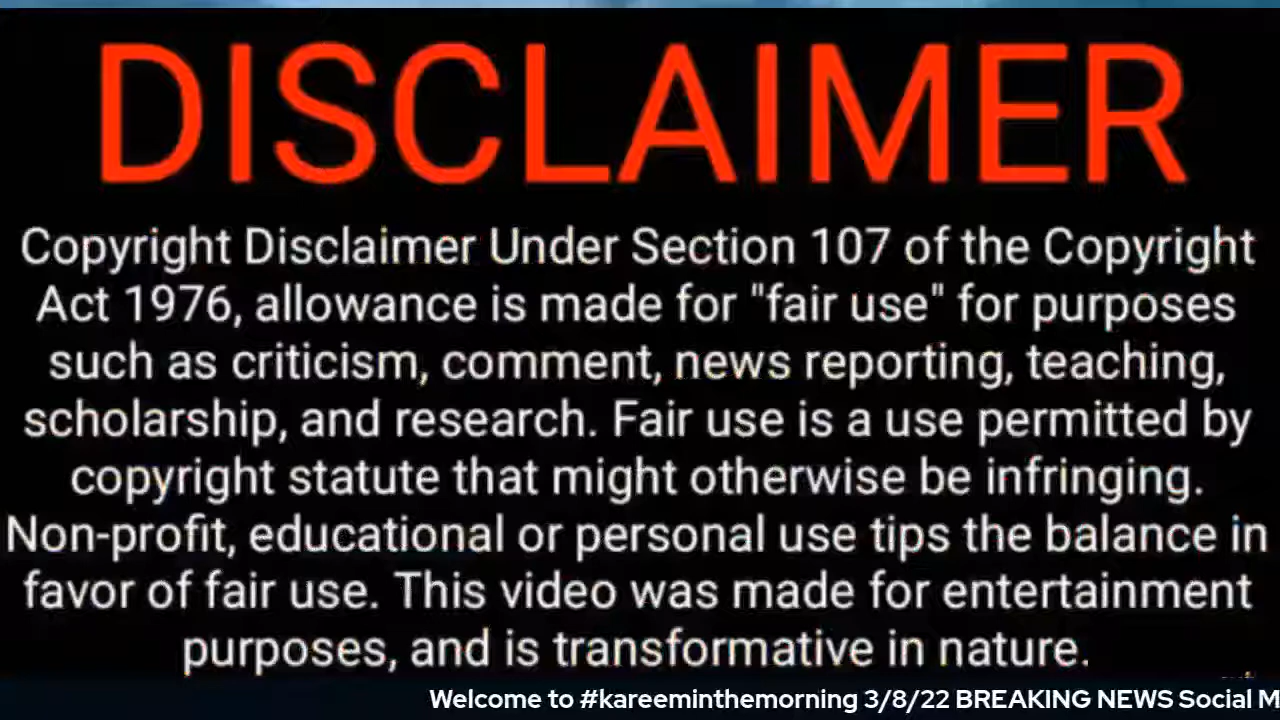 DISCLAIMER
Copyright Disclaimer Under Section 107 of the Copyright
Act 1976, allowance is made for "fair use" for purposes
such as criticism, comment, news reporting, teaching,
scholarship, and research. Fair use is a use permitted by
copyright statute that might otherwise be infringing.
Non-profit, educational or personal use tips the balance in
favor of fair use. This video was made for entertainment
purposes, and is transformative in nature.
Welcome to #kareeminthemorning 3/8/22 BREAKING NEWS Social M